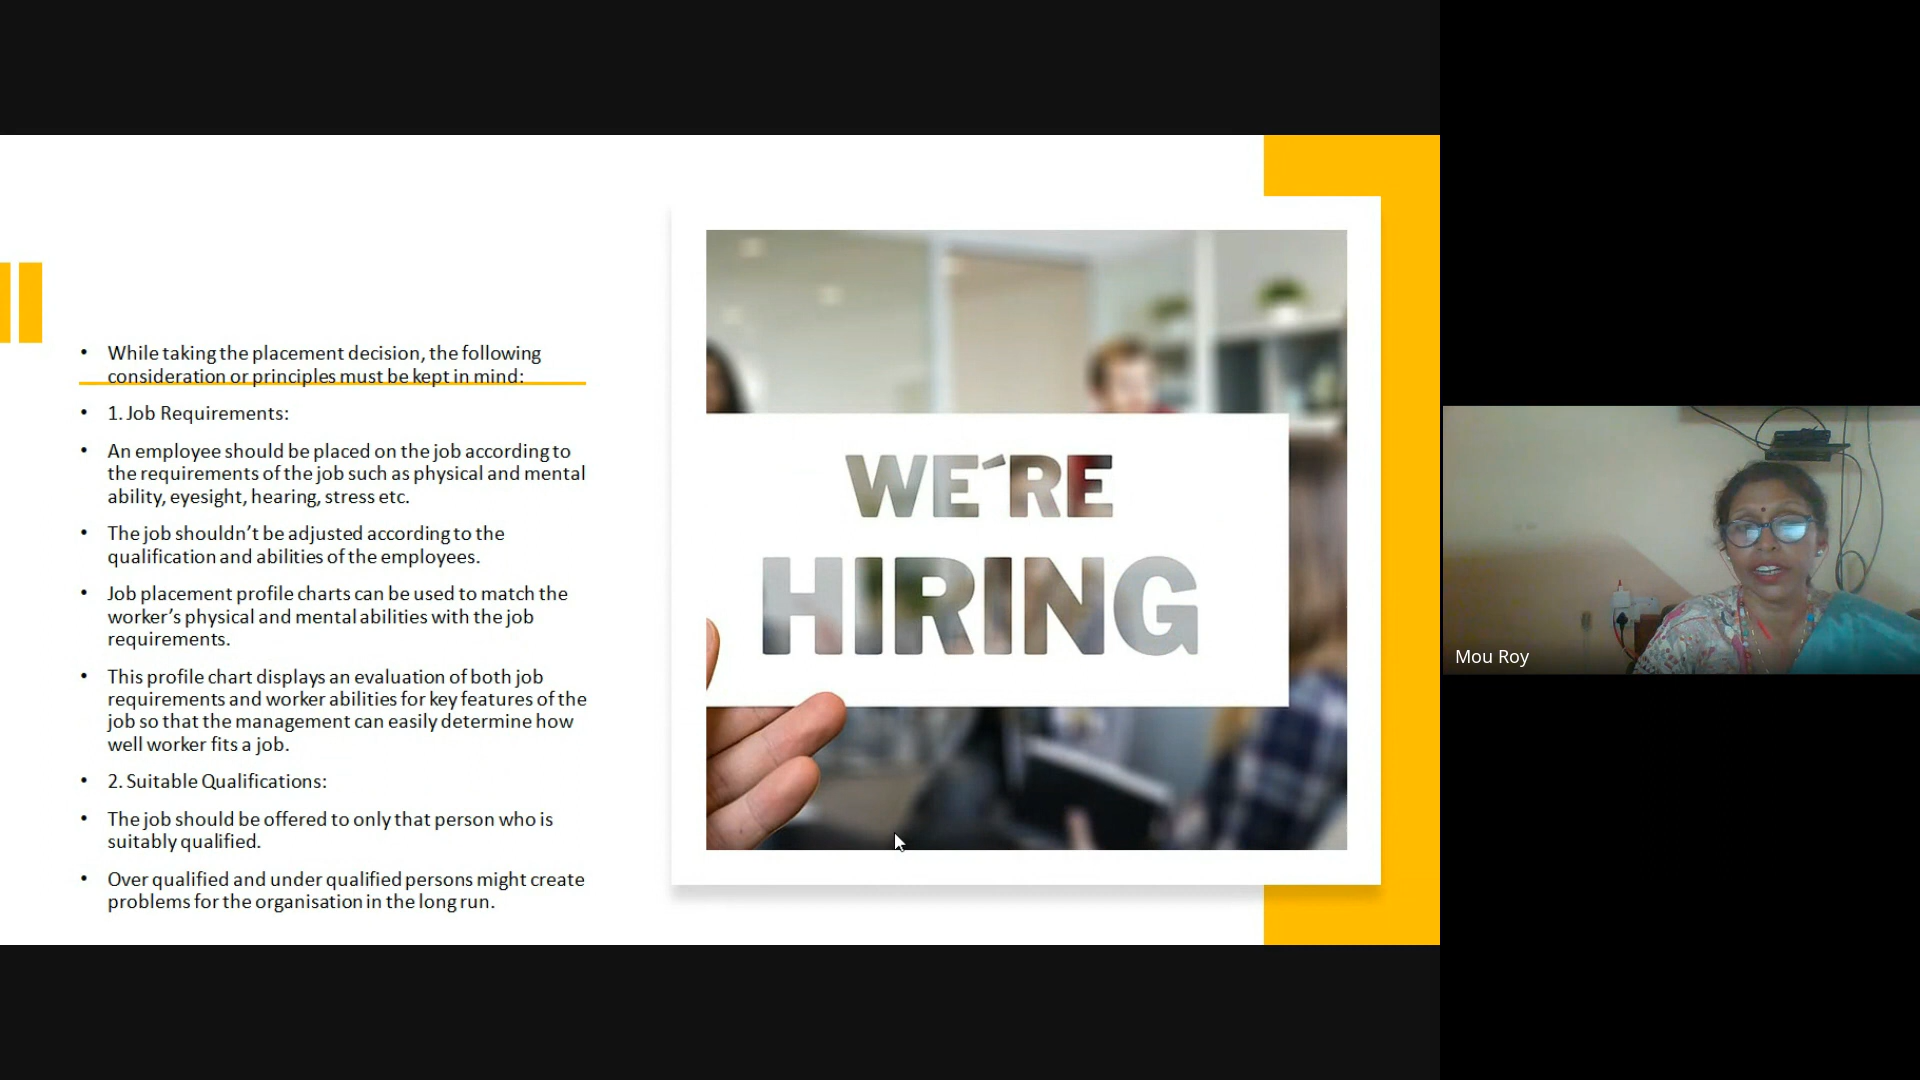 • While taking the placement decision, the following
consideration or principles must be kept in mind:
• 1. Job Requirements:
• An employee should be placed on the job according to
the requirements of the job such as physical and mental
ability, eyesight, hearing, stress etc.
• The job shouldn’t be adjusted according to the
qualification and abilities of the employees.
• Job placement profile charts can be used to match the
worker’s physical and mental abilities with the job
requirements.
• This profile chart displays an evaluation of both job
requirements and worker abilities for key features of the
job so that the management can easily determine how
well worker fits a job.
• 2. Suitable Qualifications:
• The job should be offered to only that person who is
suitably qualified.
• Over qualified and under qualified persons might create
problems for the organisation in the long run.
WE´RE
HIRING
Mou Roy